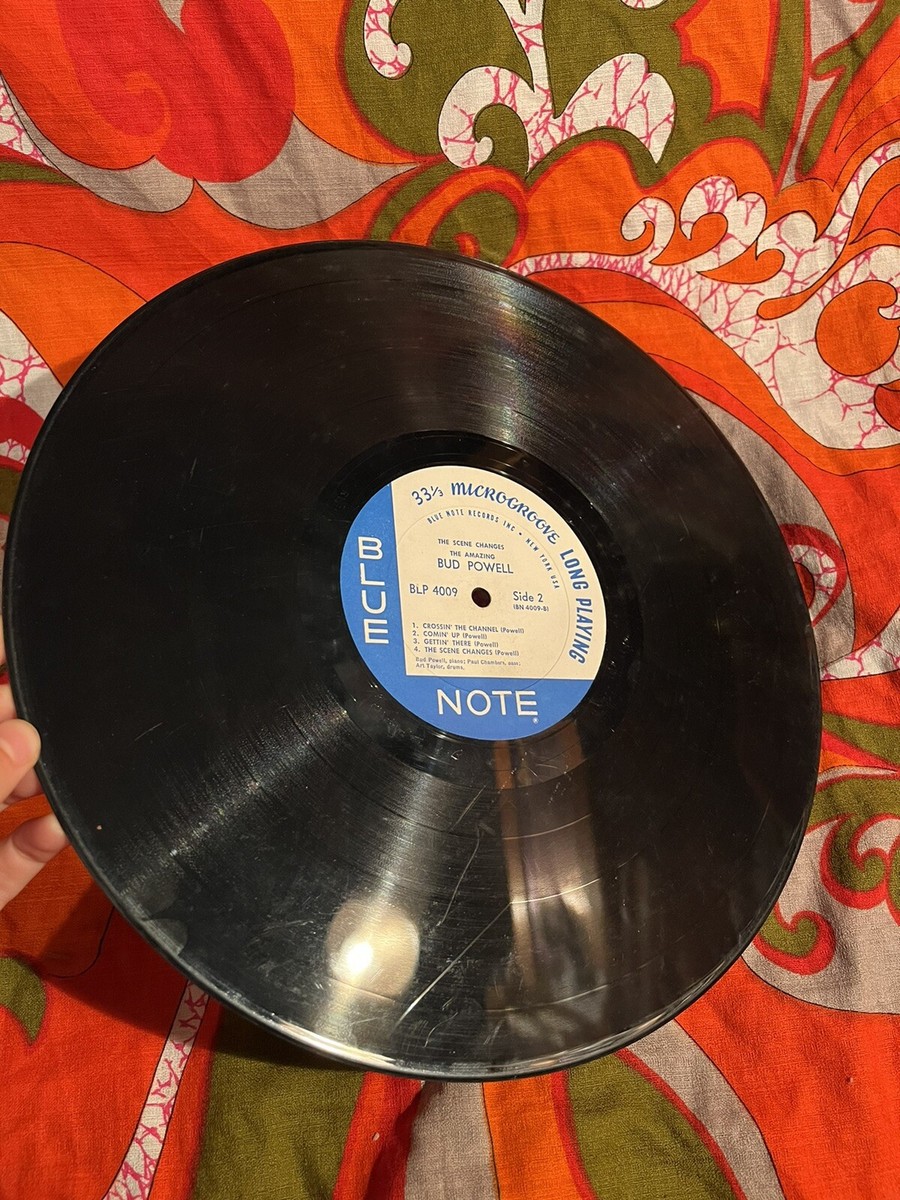 33⅓ MICROGROOVE LONG PLAYING
BLUE NOTE RECORDS INC • NEW YORK USA
THE SCENE CHANGES
THE AMAZING
BUD POWELL
BLP 4009 Side 2
(BN 4009-B)
1. CROSSIN' THE CHANNEL (Powell)
2. COMIN' UP (Powell)
3. GETTIN' THERE (Powell)
4. THE SCENE CHANGES (Powell)
Bud Powell, piano; Paul Chambers, bass;
Art Taylor, drums.
BLUE
NOTE